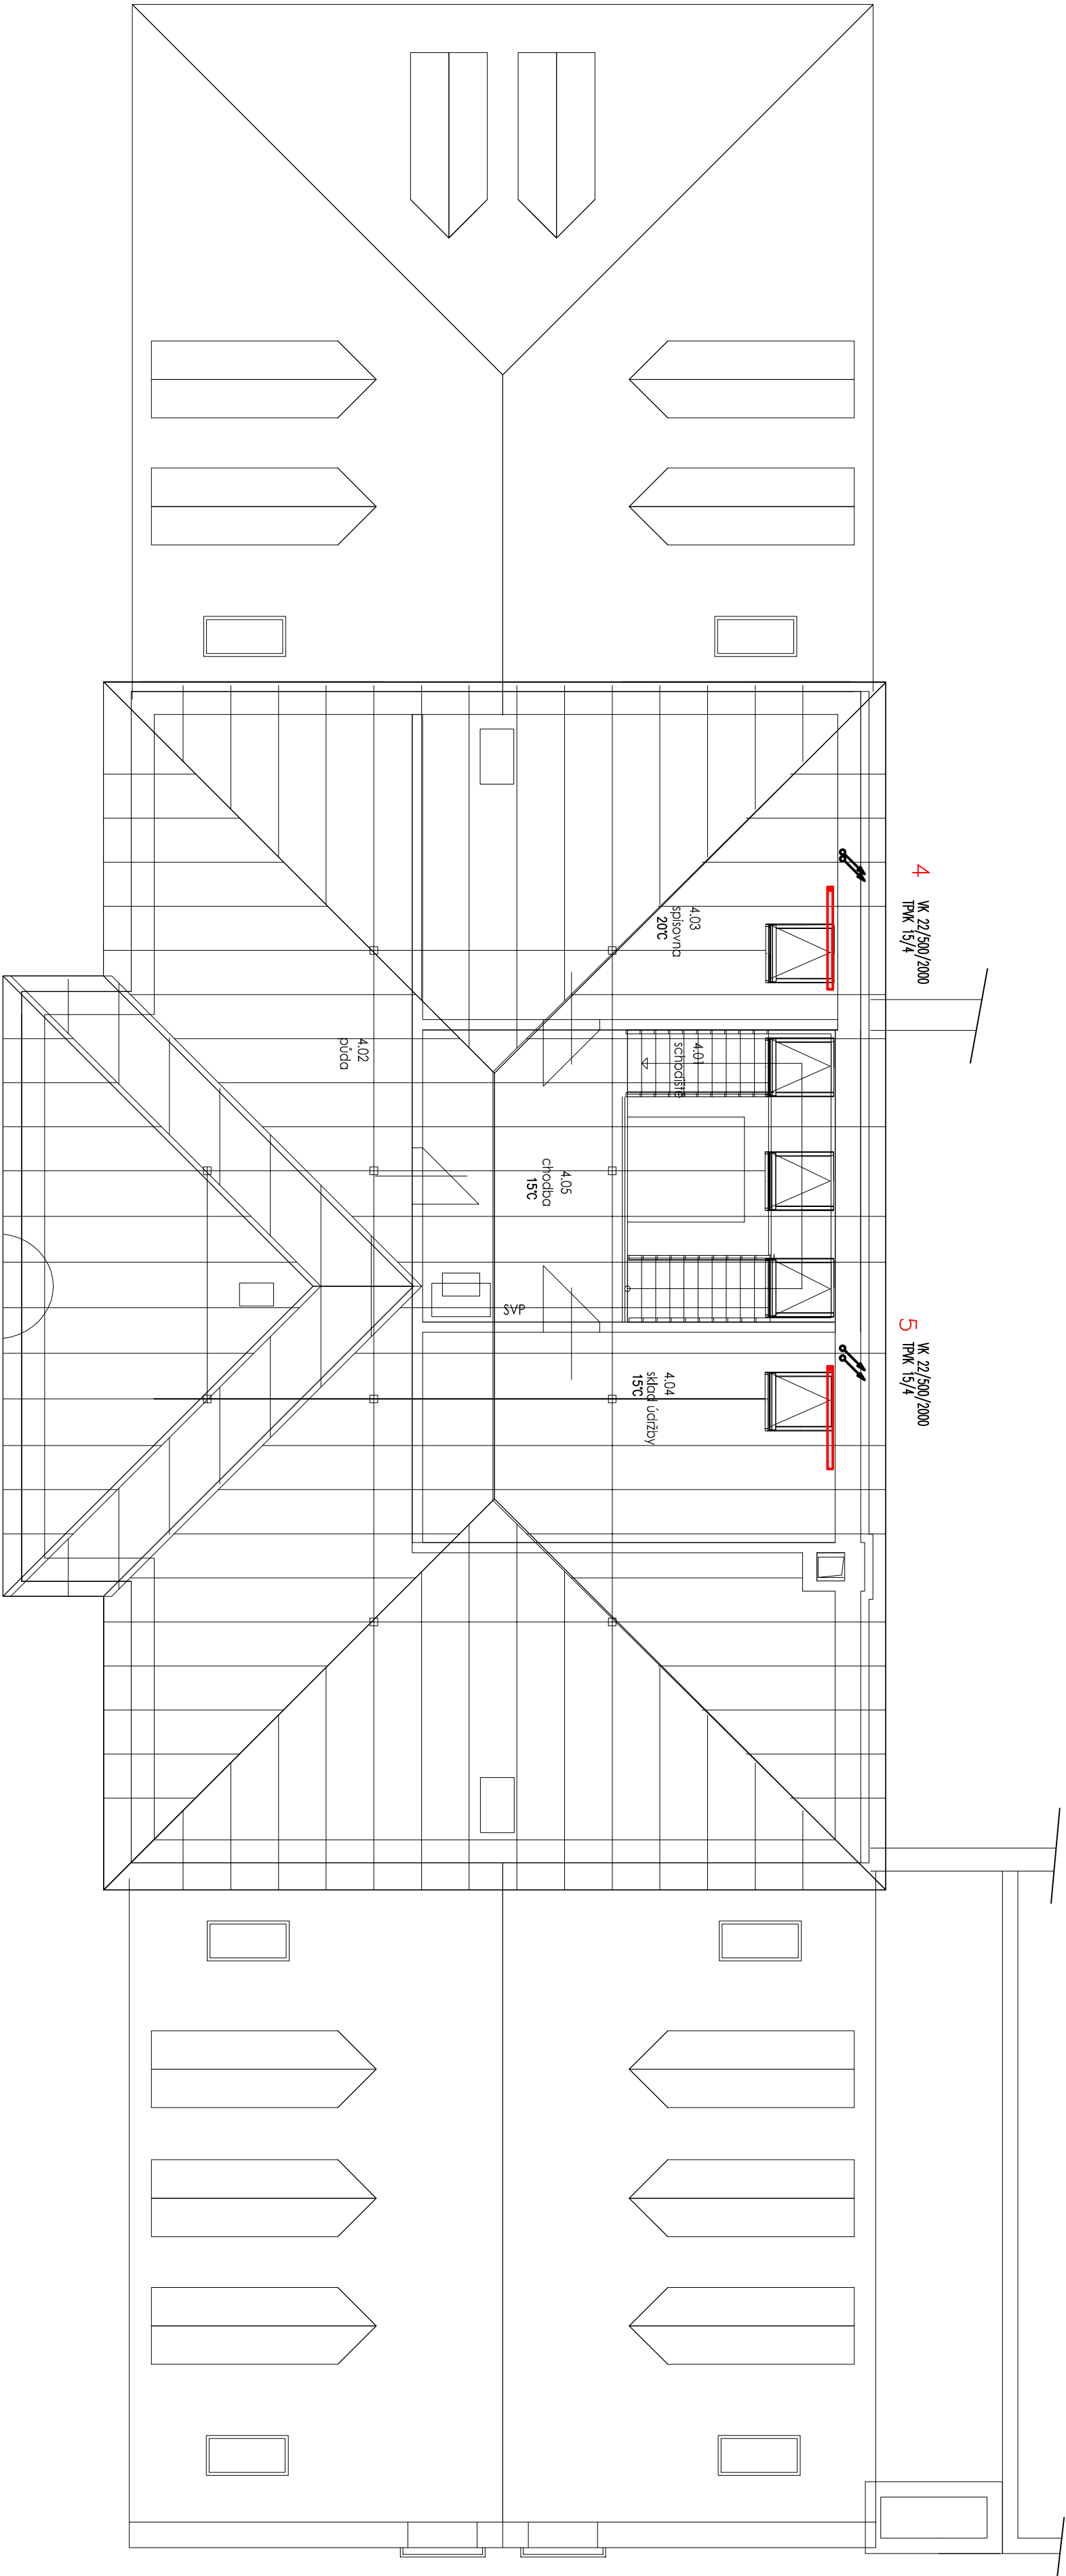 4
VK 22/500/2000
TPVK 15/4
4.03
spisovna
20°C
4.01
schodiště
4.02
půda
4.05
chodba
15°C
SVP
5
VK 22/500/2000
TPVK 15/4
4.04
sklad údržby
15°C